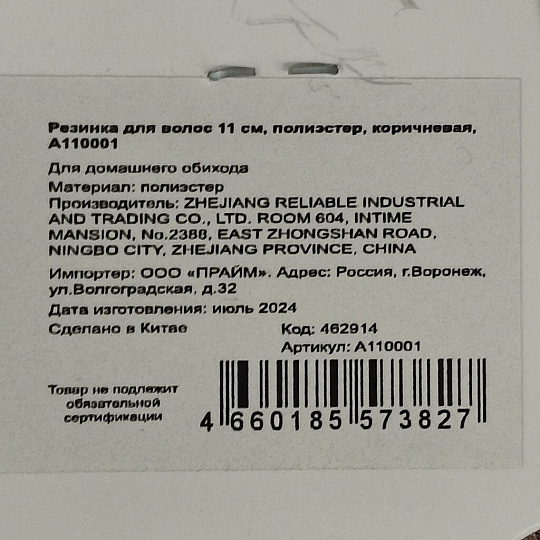 Резинка для волос 11 см, полиэстер, коричневая,
А110001
Для домашнего обихода
Материал: полиэстер
Производитель: ZHEJIANG RELIABLE INDUSTRIAL
AND TRADING CO., LTD. ROOM 604, INTIME
MANSION, No.2388, EAST ZHONGSHAN ROAD,
NINGBO CITY, ZHEJIANG PROVINCE, CHINA
Импортер: ООО «ПРАЙМ». Адрес: Россия, г.Воронеж,
ул.Волгоградская, д.32
Дата изготовления: июль 2024
Сделано в Китае Код: 462914
Артикул: А110001
Товар не подлежит
обязательной
сертификации
4 660185 573827